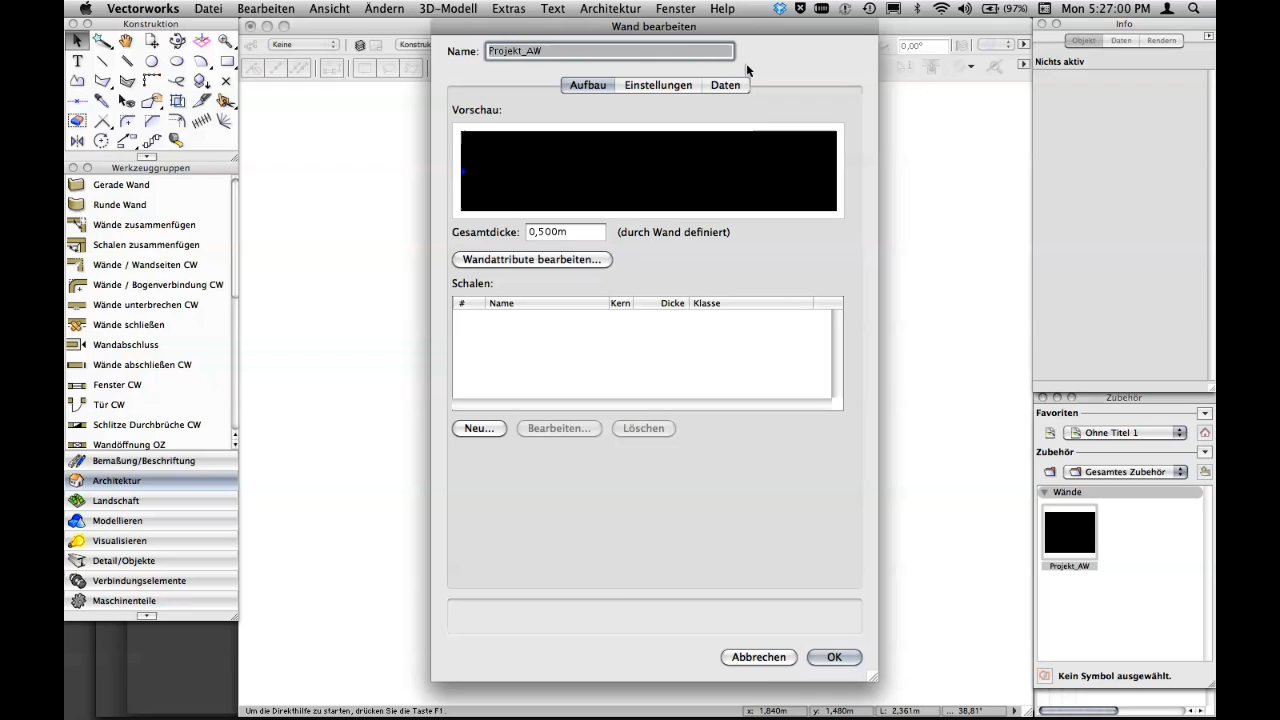 Vectorworks Datei Bearbeiten Ansicht Ändern 3D-Modell Extras Text Architektur Fenster Help (97%) Mon 5:27:00 PM
Konstruktion
Wand bearbeiten
Info
Keine
Konstruk
0,00°
Name: Projekt_AW
Objekt Daten Rendern
Nichts aktiv
Aufbau Einstellungen Daten
Vorschau:
Gesamtdicke: 0,500m (durch Wand definiert)
Wandattribute bearbeiten...
Schalen:
# Name Kern Dicke Klasse
Neu... Bearbeiten... Löschen
Abbrechen OK
Werkzeuggruppen
Gerade Wand
Runde Wand
Wände zusammenfügen
Schalen zusammenfügen
Wände / Wandseiten CW
Wände / Bogenverbindung CW
Wände unterbrechen CW
Wände schließen
Wandabschluss
Wände abschließen CW
Fenster CW
Tür CW
Schlitze Durchbrüche CW
Wandöffnung OZ
Bemaßung/Beschriftung
Architektur
Landschaft
Modellieren
Visualisieren
Detail/Objekte
Verbindungselemente
Maschinenteile
Zubehör
Favoriten
Ohne Titel 1
Zubehör
Gesamtes Zubehör
Wände
Projekt_AW
Kein Symbol ausgewählt.
Um die Direkthilfe zu starten, drücken Sie die Taste F1.
x: 1,840m y: 1,480m L: 2,361m ... 38,81°